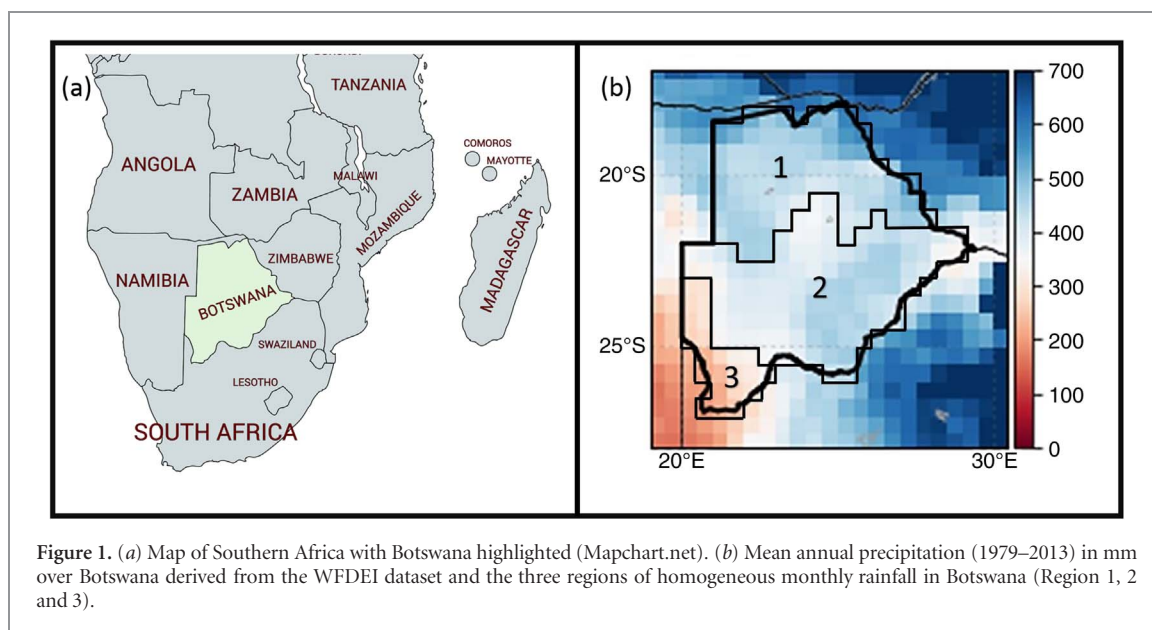 (a)
TANZANIA
COMOROS
MAYOTTE
ANGOLA
MALAWI
ZAMBIA
MOZAMBIQUE
MADAGASCAR
ZIMBABWE
NAMIBIA
BOTSWANA
SWAZILAND
LESOTHO
SOUTH AFRICA
(b)
700
600
500
400
300
200
100
0
20°S
25°S
20°E
30°E
1
2
3
Figure 1. (a) Map of Southern Africa with Botswana highlighted (Mapchart.net). (b) Mean annual precipitation (1979–2013) in mm
over Botswana derived from the WFDEI dataset and the three regions of homogeneous monthly rainfall in Botswana (Region 1, 2
and 3).